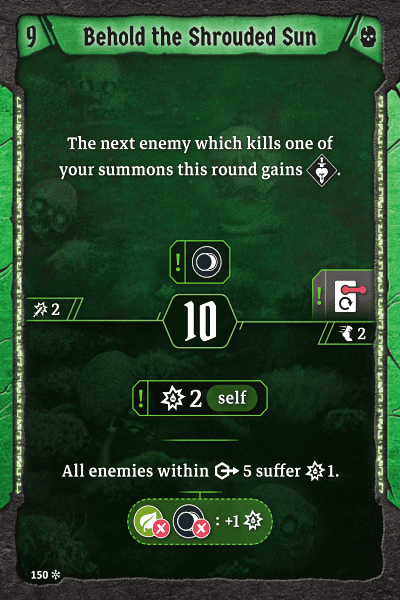 9 Behold the Shrouded Sun
The next enemy which kills one of
your summons this round gains .
!
!
2
10
2
! 2 self
All enemies within 5 suffer 1.
: +1
150